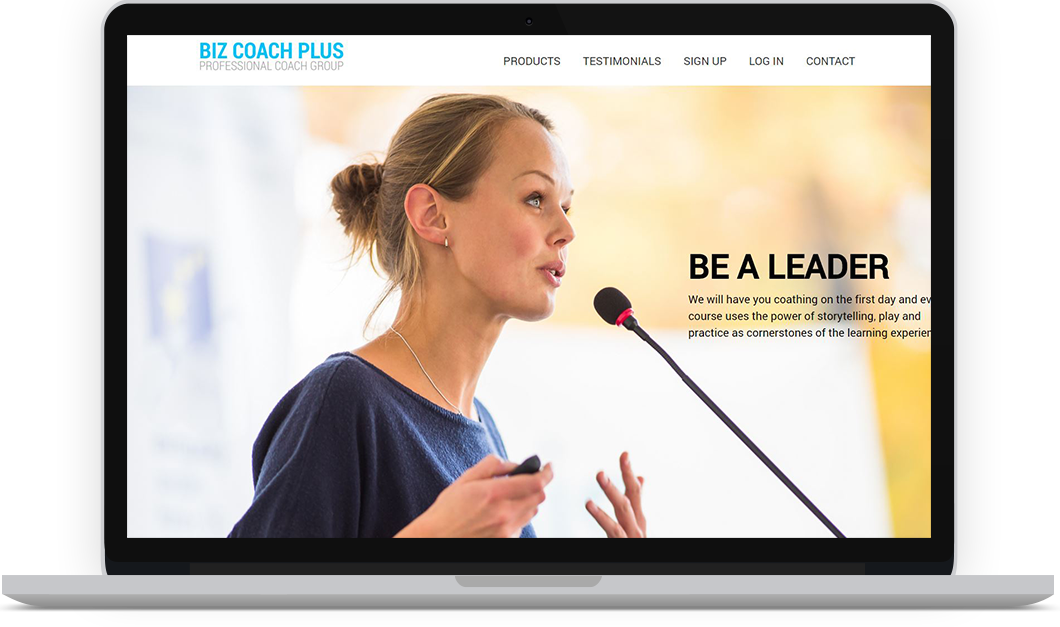 BIZ COACH PLUS
PROFESSIONAL COACH GROUP
PRODUCTS TESTIMONIALS SIGN UP LOG IN CONTACT
BE A LEADER
We will have you coathing on the first day and ev
course uses the power of storytelling, play and
practice as cornerstones of the learning experien